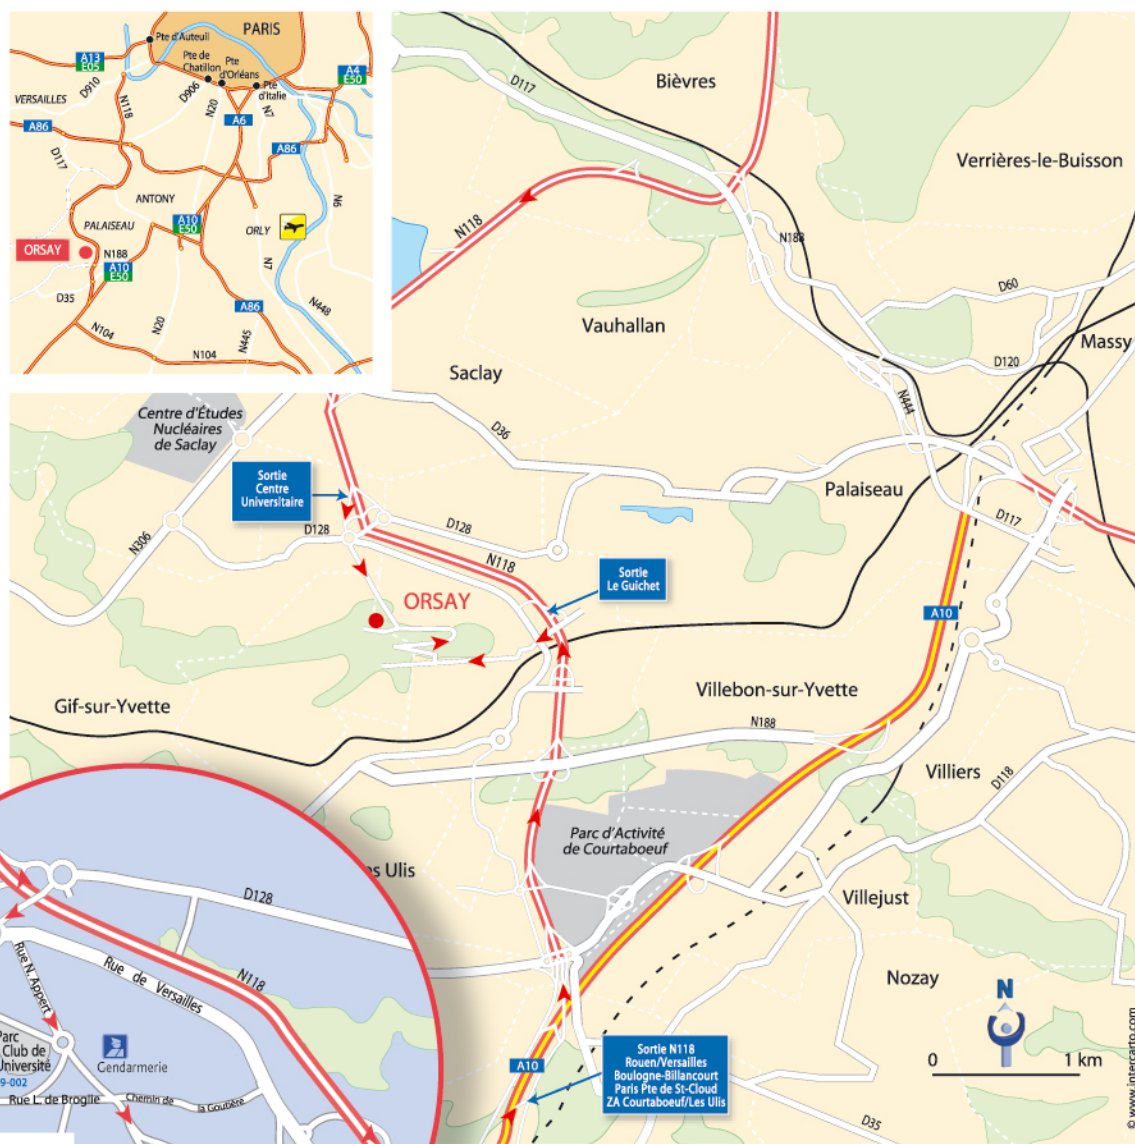 PARIS
Pte d'Auteuil
Pte de
Chatillon
Pte
d'Orléans
Pte
d'Italie
A13
E05
D910
A4
E50
VERSAILLES
N118
D906
N20
N7
A6
A86
A86
D117
ANTONY
N6
PALAISEAU
A10
E50
ORLY
ORSAY
N188
A10
E50
N7
D35
A86
N448
N104
N20
N445
N104
D117
Bièvres
Verrières-le-Buisson
N118
N188
D60
Vauhallan
Massy
D120
Saclay
N444
Centre d'Études
Nucléaires
de Saclay
D36
Sortie
Centre
Universitaire
Palaiseau
D128
D128
D117
N306
N118
Sortie
Le Guichet
ORSAY
A10
Gif-sur-Yvette
Villebon-sur-Yvette
N188
Villiers
D118
Parc d'Activité
de Courtaboeuf
es Ulis
D128
Villejust
N118
Rue de Versailles
Rue N. Appert
Nozay
N
Parc
Club de
Université
9-002
Gendarmerie
Rue L. de Broglie
Chemin de
la Goutière
A10
Sortie N118
Rouen/Versailles
Boulogne-Billancourt
Paris Pte de St-Cloud
ZA Courtaboeuf/Les Ulis
0 1 km
D35
© www.intercarto.com